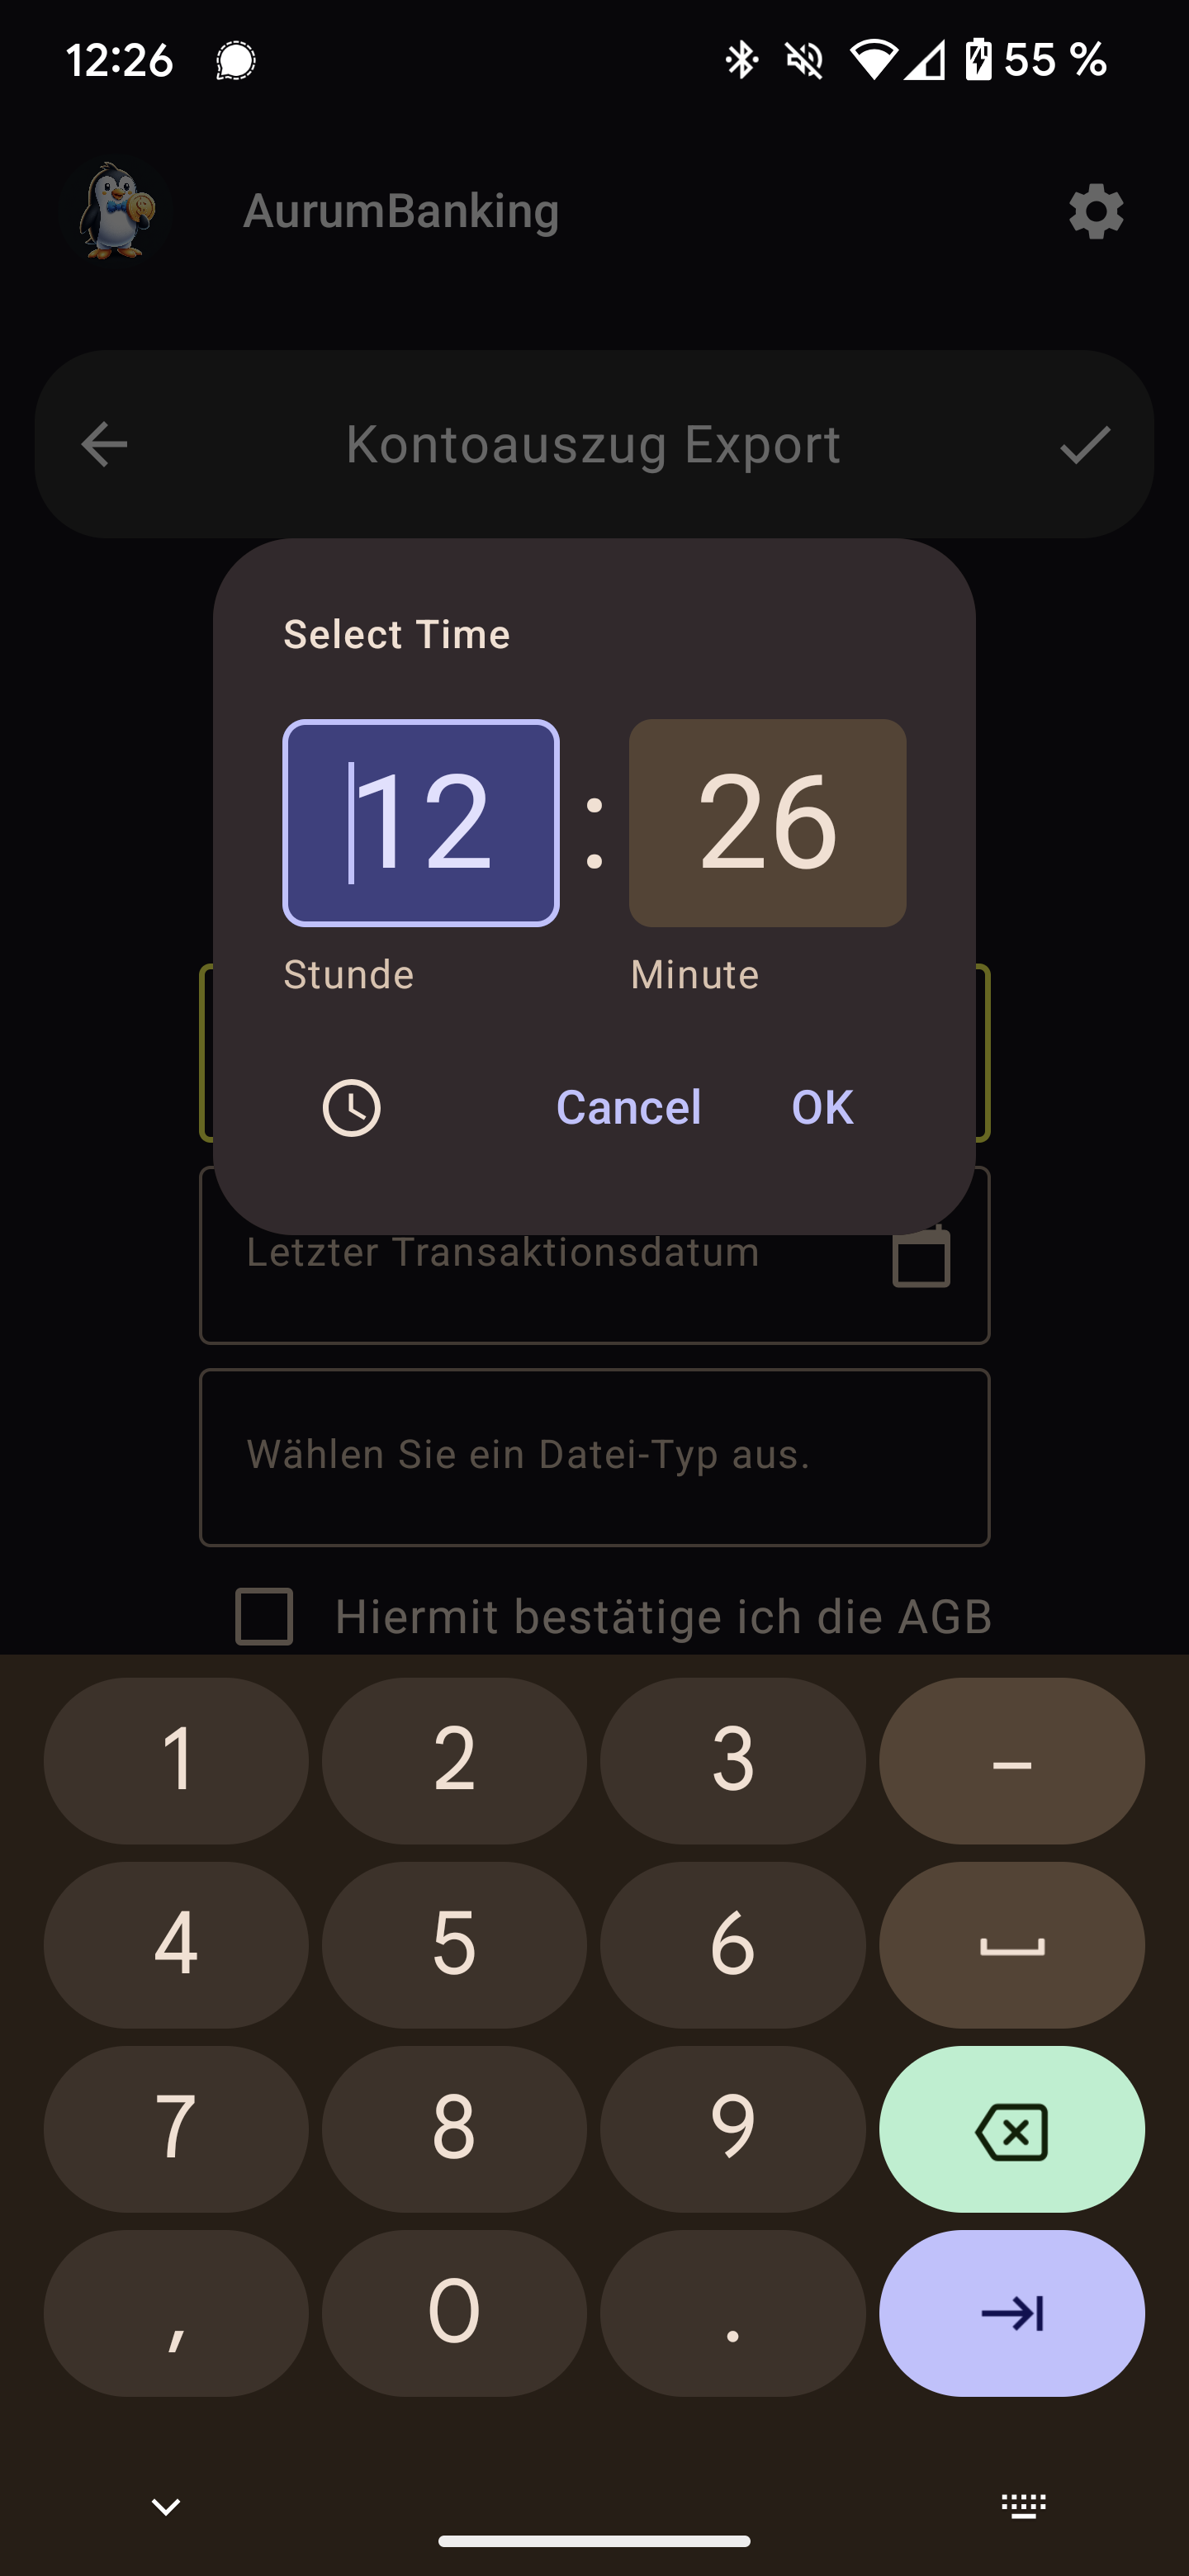 12:26 55 %
AurumBanking
Kontoauszug Export
Select Time
12 : 26
Stunde Minute
Cancel OK
Letzter Transaktionsdatum
Wählen Sie ein Datei-Typ aus.
Hiermit bestätige ich die AGB
1 2 3 –
4 5 6
7 8 9
, 0 .